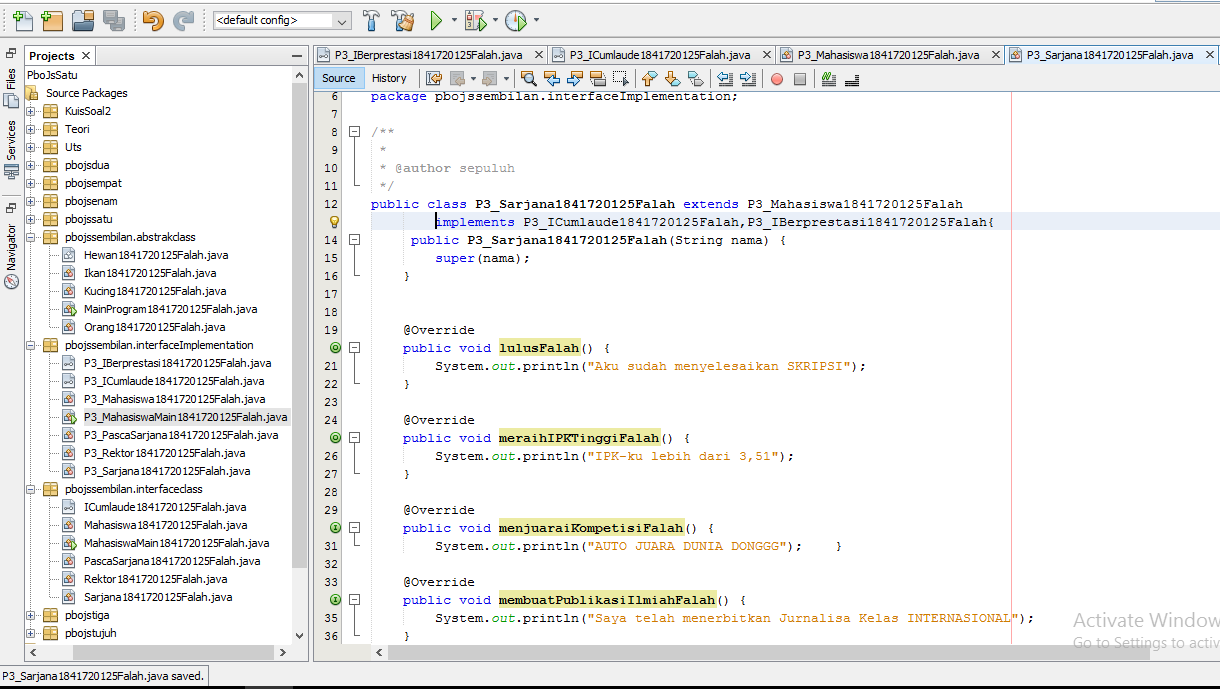 <default config>
Projects
Files
Services
Navigator
PboJsSatu
Source Packages
KuisSoal2
Teori
Uts
pbojsdua
pbojsempat
pbojsenam
pbojssatu
pbojssembilan.abstrakclass
Hewan1841720125Falah.java
Ikan1841720125Falah.java
Kucing1841720125Falah.java
MainProgram1841720125Falah.java
Orang1841720125Falah.java
pbojssembilan.interfaceImplementation
P3_IBerprestasi1841720125Falah.java
P3_ICumlaude1841720125Falah.java
P3_Mahasiswa1841720125Falah.java
P3_MahasiswaMain1841720125Falah.java
P3_PascaSarjana1841720125Falah.java
P3_Rektor1841720125Falah.java
P3_Sarjana1841720125Falah.java
pbojssembilan.interfaceclass
ICumlaude1841720125Falah.java
Mahasiswa1841720125Falah.java
MahasiswaMain1841720125Falah.java
PascaSarjana1841720125Falah.java
Rektor1841720125Falah.java
Sarjana1841720125Falah.java
pbojstiga
pbojstujuh
P3_IBerprestasi1841720125Falah.java P3_ICumlaude1841720125Falah.java P3_Mahasiswa1841720125Falah.java P3_Sarjana1841720125Falah.java
Source History
6 package pbojssembilan.interfaceImplementation;
7
8 /**
9 *
10 * @author sepuluh
11 */
12 public class P3_Sarjana1841720125Falah extends P3_Mahasiswa1841720125Falah
implements P3_ICumlaude1841720125Falah,P3_IBerprestasi1841720125Falah{
14 public P3_Sarjana1841720125Falah(String nama) {
15 super(nama);
16 }
17
18
19 @Override
public void lulusFalah() {
21 System.out.println("Aku sudah menyelesaikan SKRIPSI");
22 }
23
24 @Override
public void meraihIPKTinggiFalah() {
26 System.out.println("IPK-ku lebih dari 3,51");
27 }
28
29 @Override
public void menjuaraiKompetisiFalah() {
31 System.out.println("AUTO JUARA DUNIA DONGGG"); }
32
33 @Override
public void membuatPublikasiIlmiahFalah() {
35 System.out.println("Saya telah menerbitkan Jurnalisa Kelas INTERNASIONAL");
36 }
Activate Window
Go to Settings to activ
P3_Sarjana1841720125Falah.java saved.